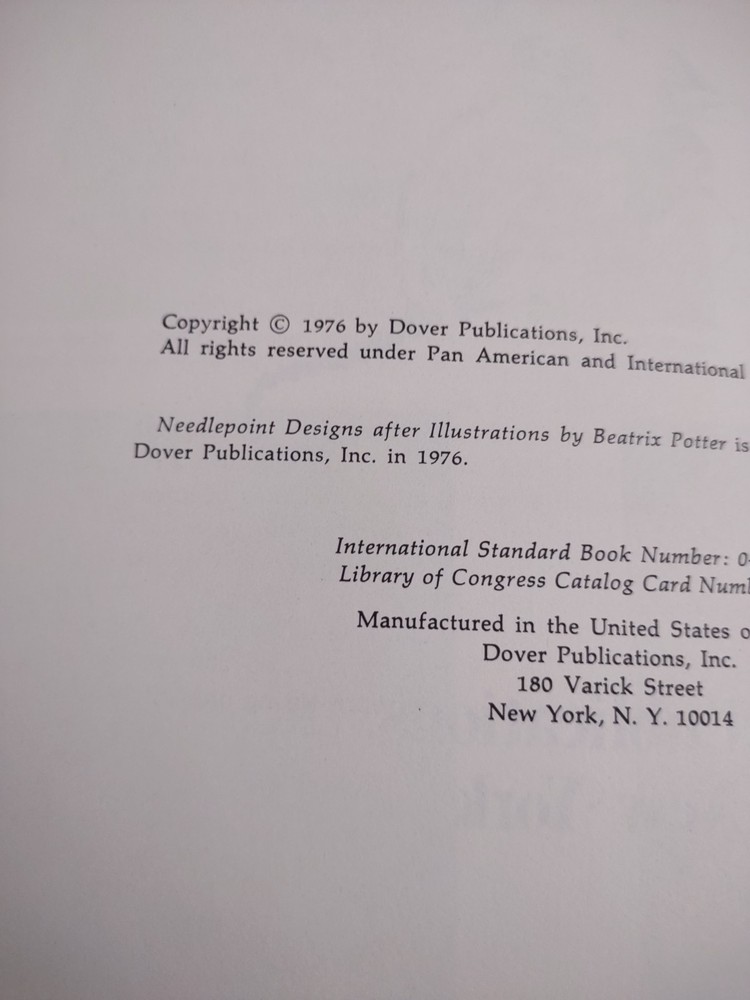 Copyright © 1976 by Dover Publications, Inc.
All rights reserved under Pan American and International
Needlepoint Designs after Illustrations by Beatrix Potter is
Dover Publications, Inc. in 1976.
International Standard Book Number: 0-
Library of Congress Catalog Card
Manufactured in the United States
Dover Publications, Inc.
180 Varick Street
New York, N. Y. 10014